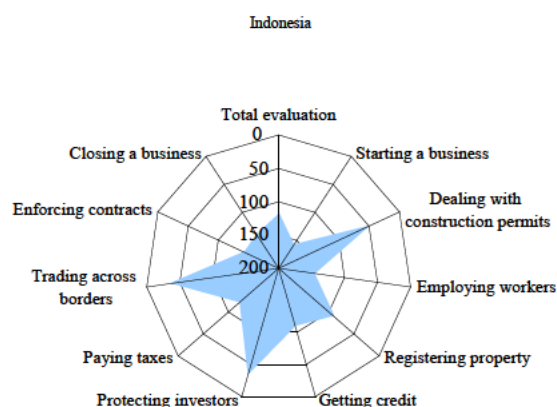 Indonesia
Total evaluation
0
50
100
150
200
Starting a business
Dealing with
construction permits
Employing workers
Registering property
Getting credit
Protecting investors
Paying taxes
Trading across
borders
Enforcing contracts
Closing a business